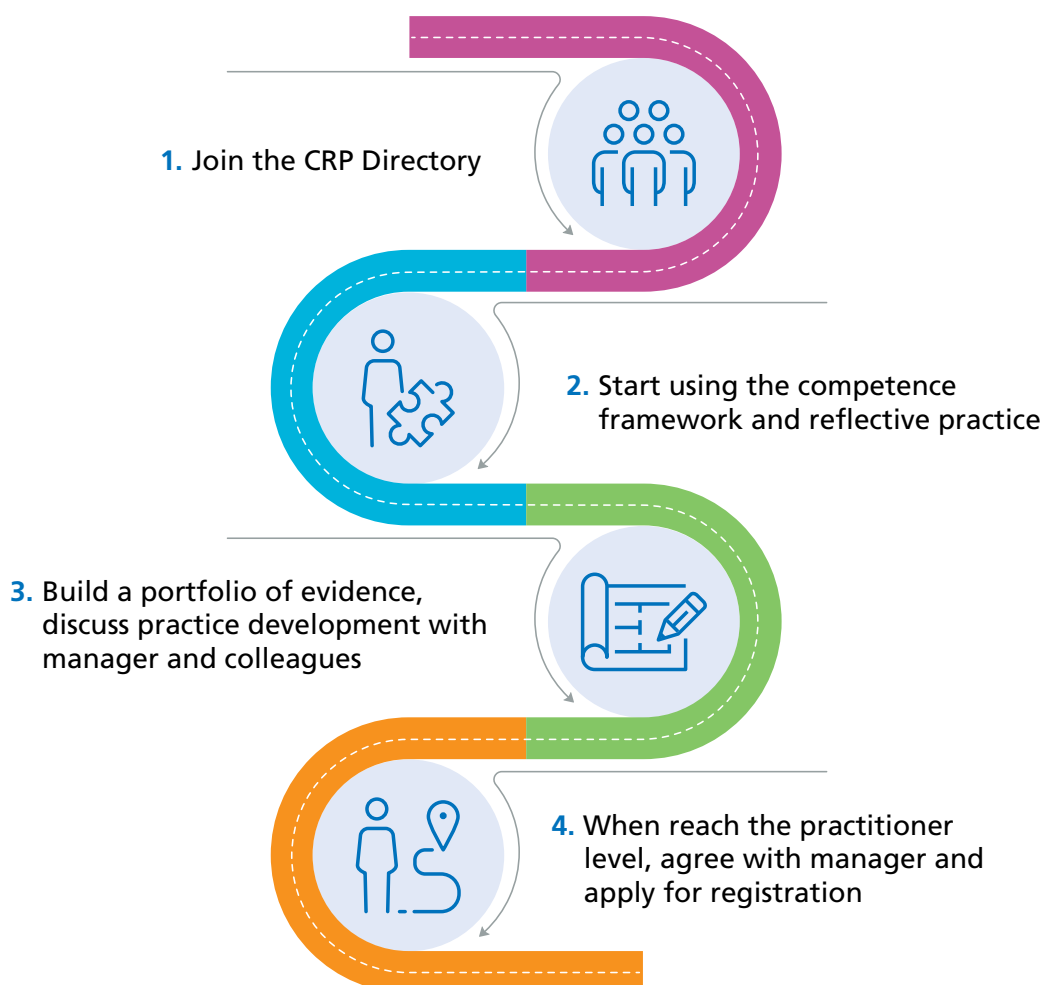 1. Join the CRP Directory
2. Start using the competence
framework and reflective practice
3. Build a portfolio of evidence,
discuss practice development with
manager and colleagues
4. When reach the practitioner
level, agree with manager and
apply for registration